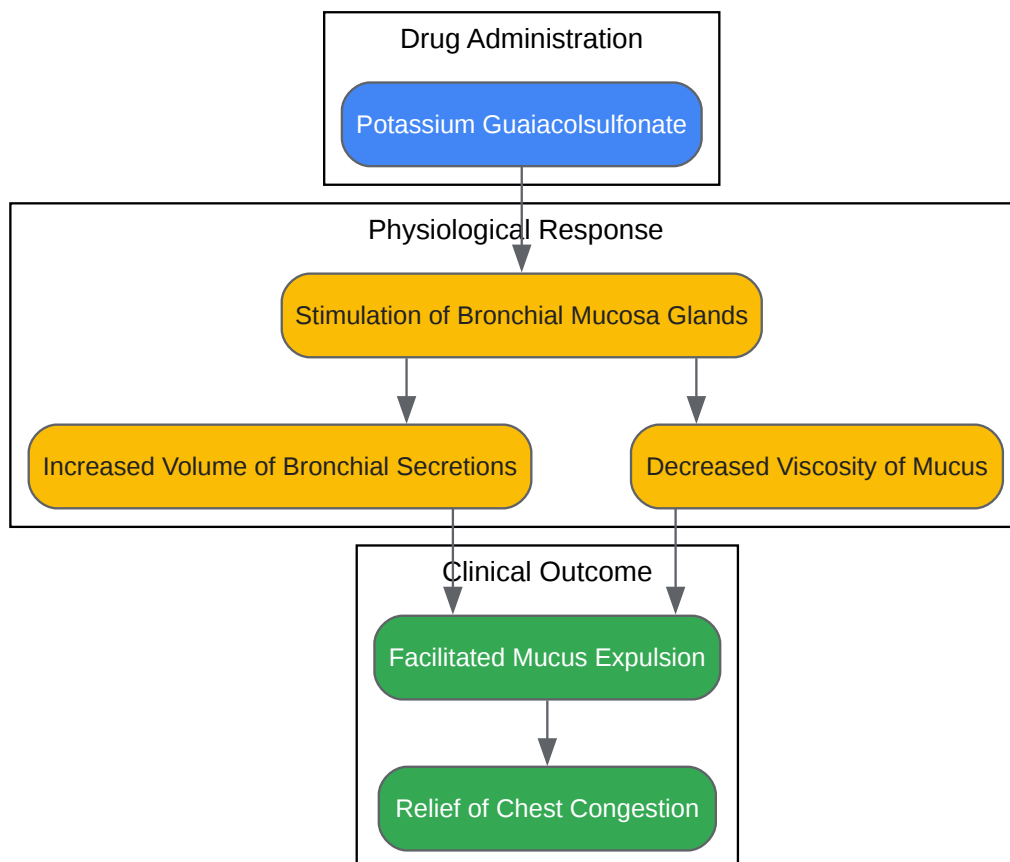 Drug Administration
Potassium Guaiacolsulfonate
Physiological Response
Stimulation of Bronchial Mucosa Glands
Increased Volume of Bronchial Secretions
Decreased Viscosity of Mucus
Clinical Outcome
Facilitated Mucus Expulsion
Relief of Chest Congestion